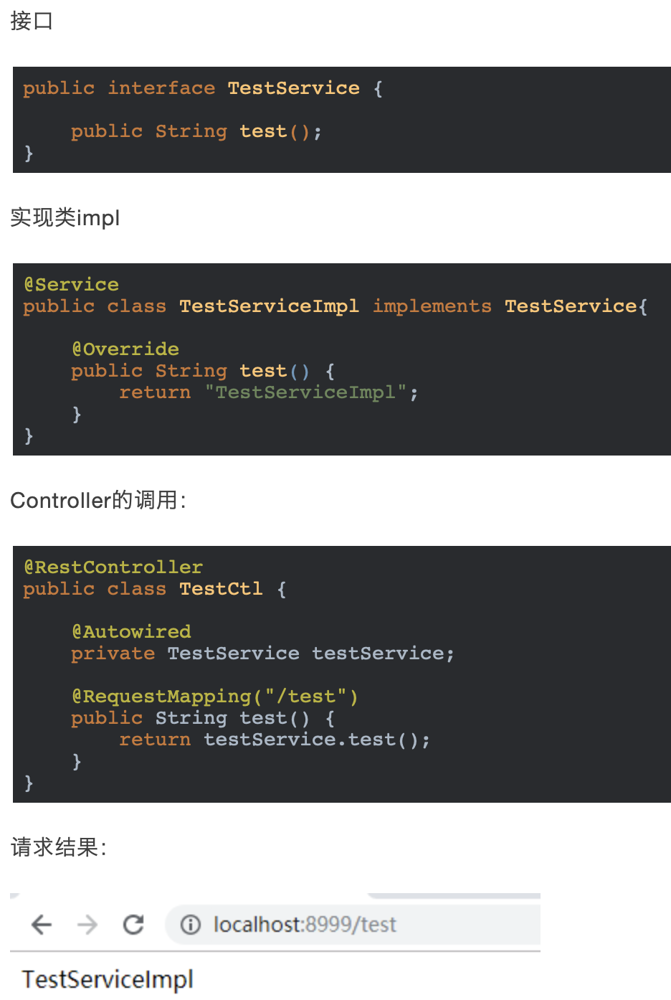 接口
public interface TestService {
    public String test();
}
实现类impl
@Service
public class TestServiceImpl implements TestService{
    @Override
    public String test() {
        return "TestServiceImpl";
    }
}
Controller的调用：
@RestController
public class TestCtl {
    @Autowired
    private TestService testService;
    @RequestMapping("/test")
    public String test() {
        return testService.test();
    }
}
请求结果：
localhost:8999/test
TestServiceImpl